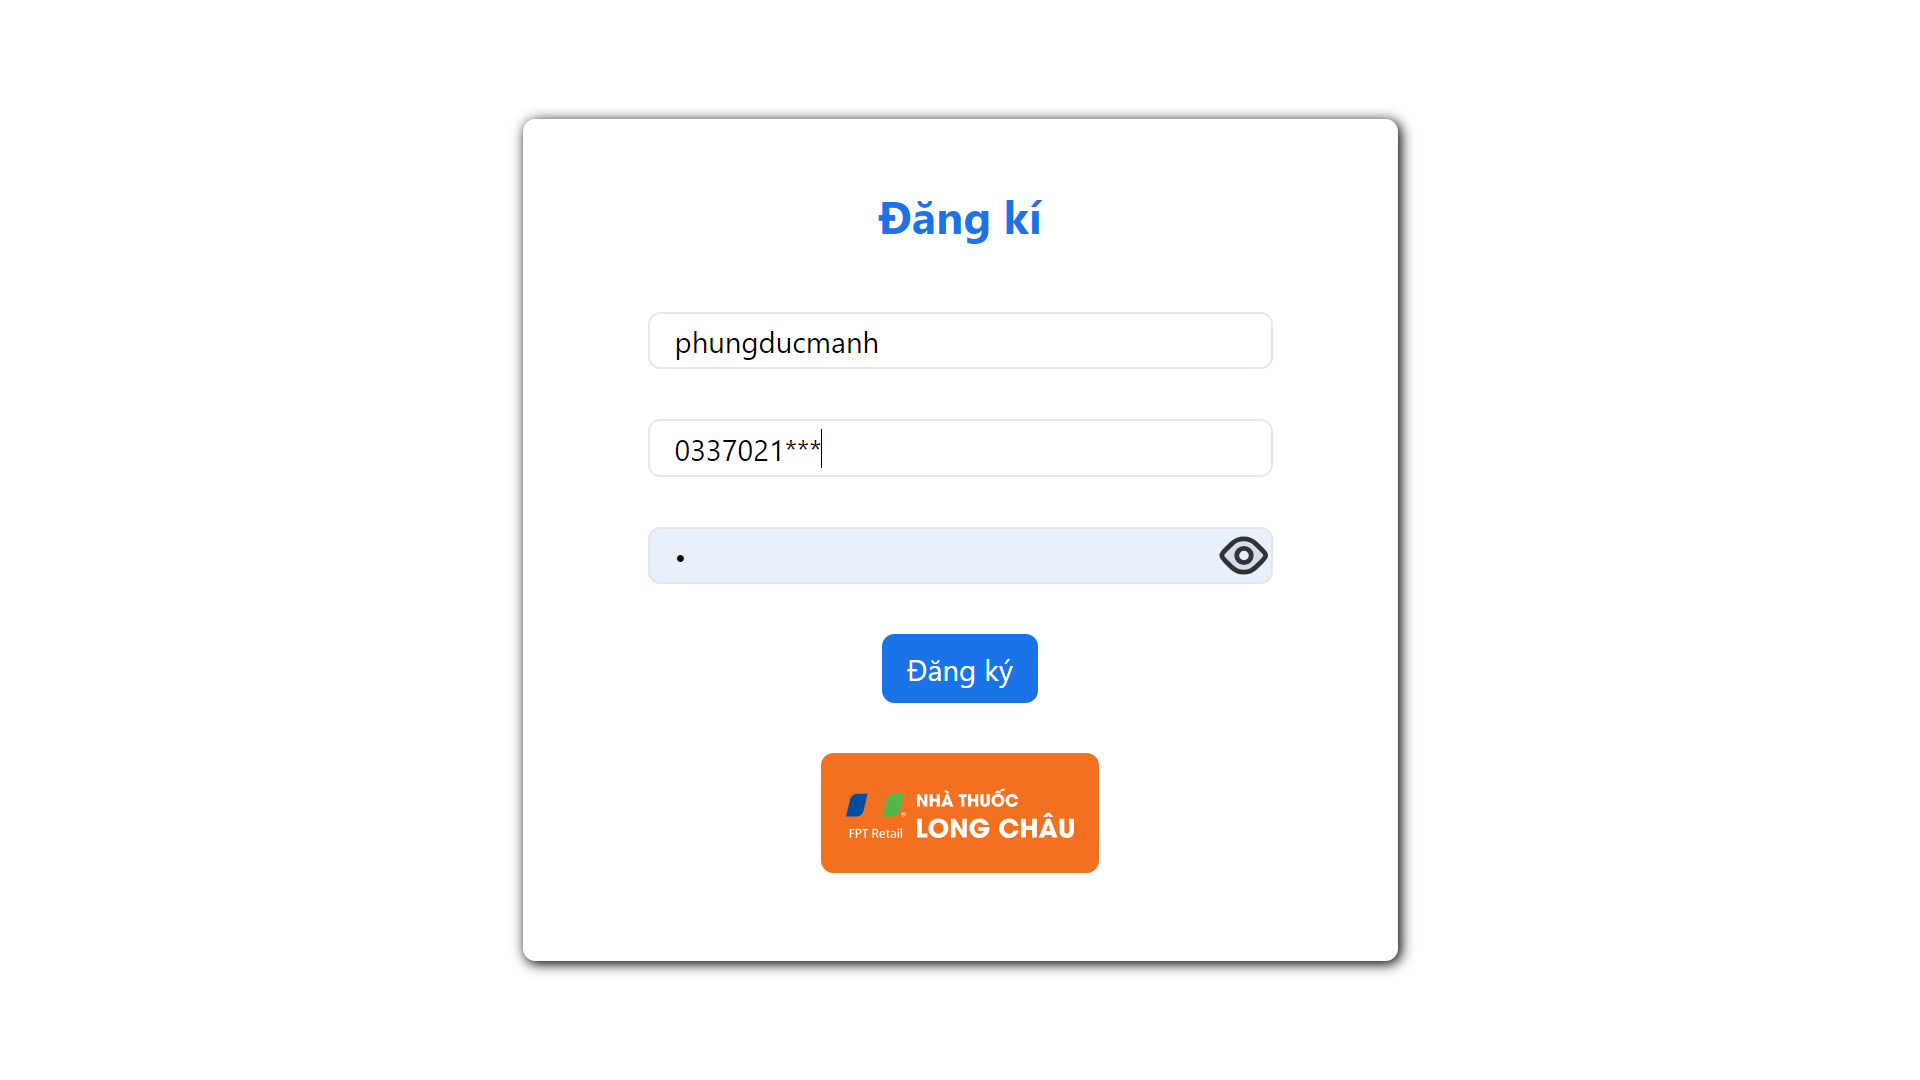 Đăng kí
phungducmanh
0337021***
•
Đăng ký
NHÀ THUỐC
FPT Retail LONG CHÂU